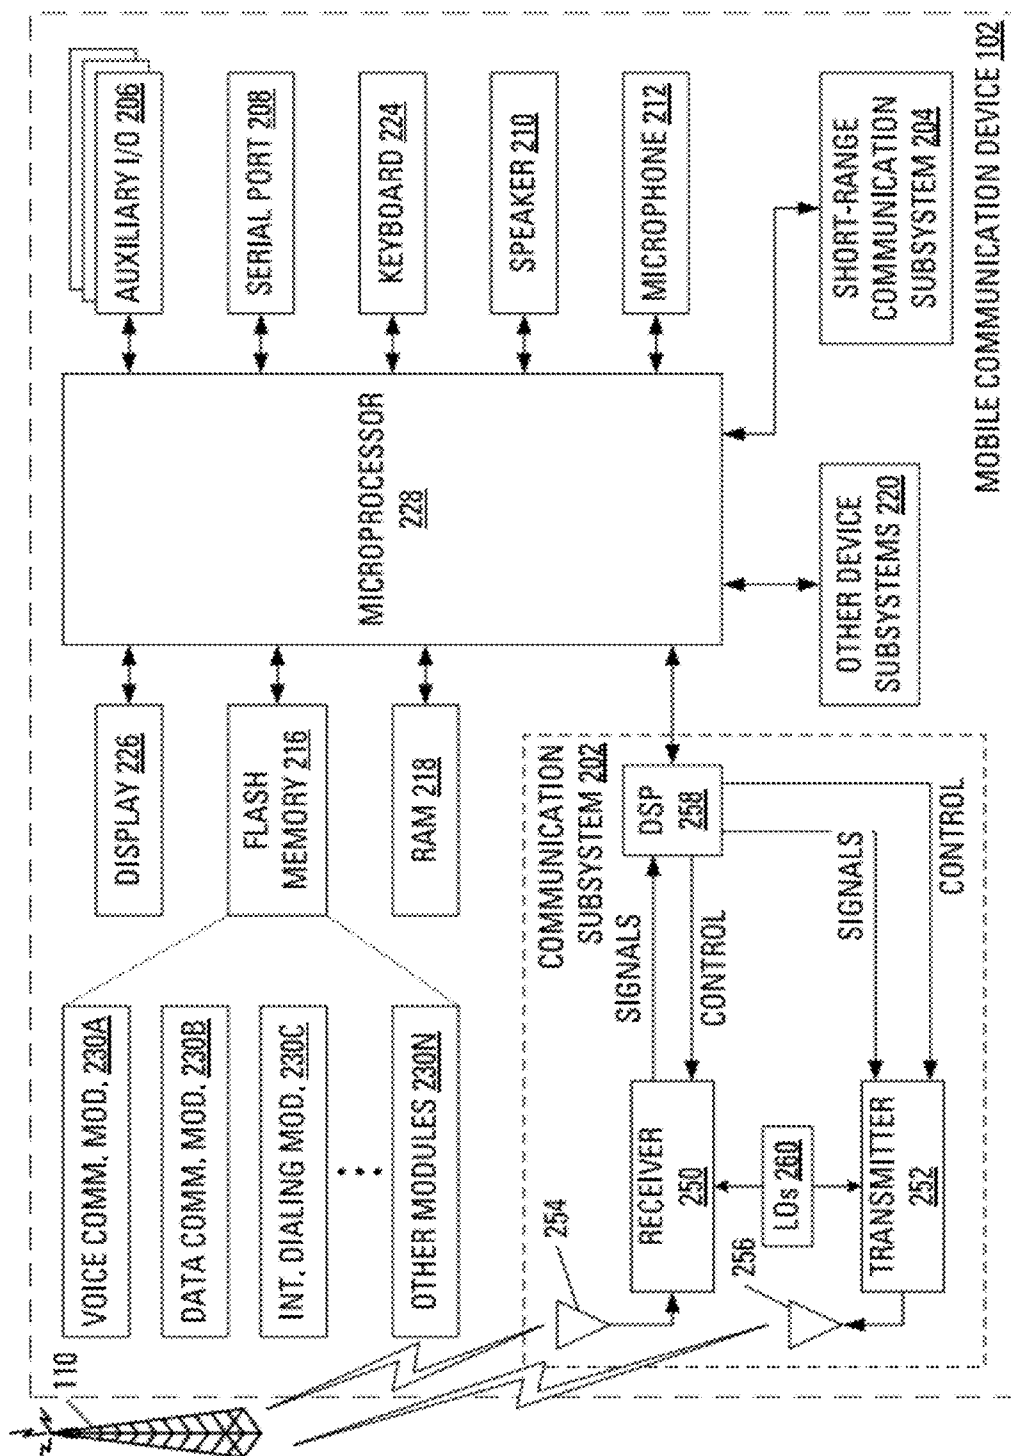 110
VOICE COMM. MOD. 230A
DATA COMM. MOD. 230B
INT. DIALING MOD. 230C
OTHER MODULES 230N
DISPLAY 226
FLASH
MEMORY 216
RAM 218
MICROPROCESSOR
228
AUXILIARY I/O 206
SERIAL PORT 208
KEYBOARD 224
SPEAKER 210
MICROPHONE 212
COMMUNICATION
SUBSYSTEM 202
254
RECEIVER
250
SIGNALS
CONTROL
DSP
258
LOs 260
256
TRANSMITTER
252
SIGNALS
CONTROL
OTHER DEVICE
SUBSYSTEMS 220
SHORT-RANGE
COMMUNICATION
SUBSYSTEM 204
MOBILE COMMUNICATION DEVICE 102